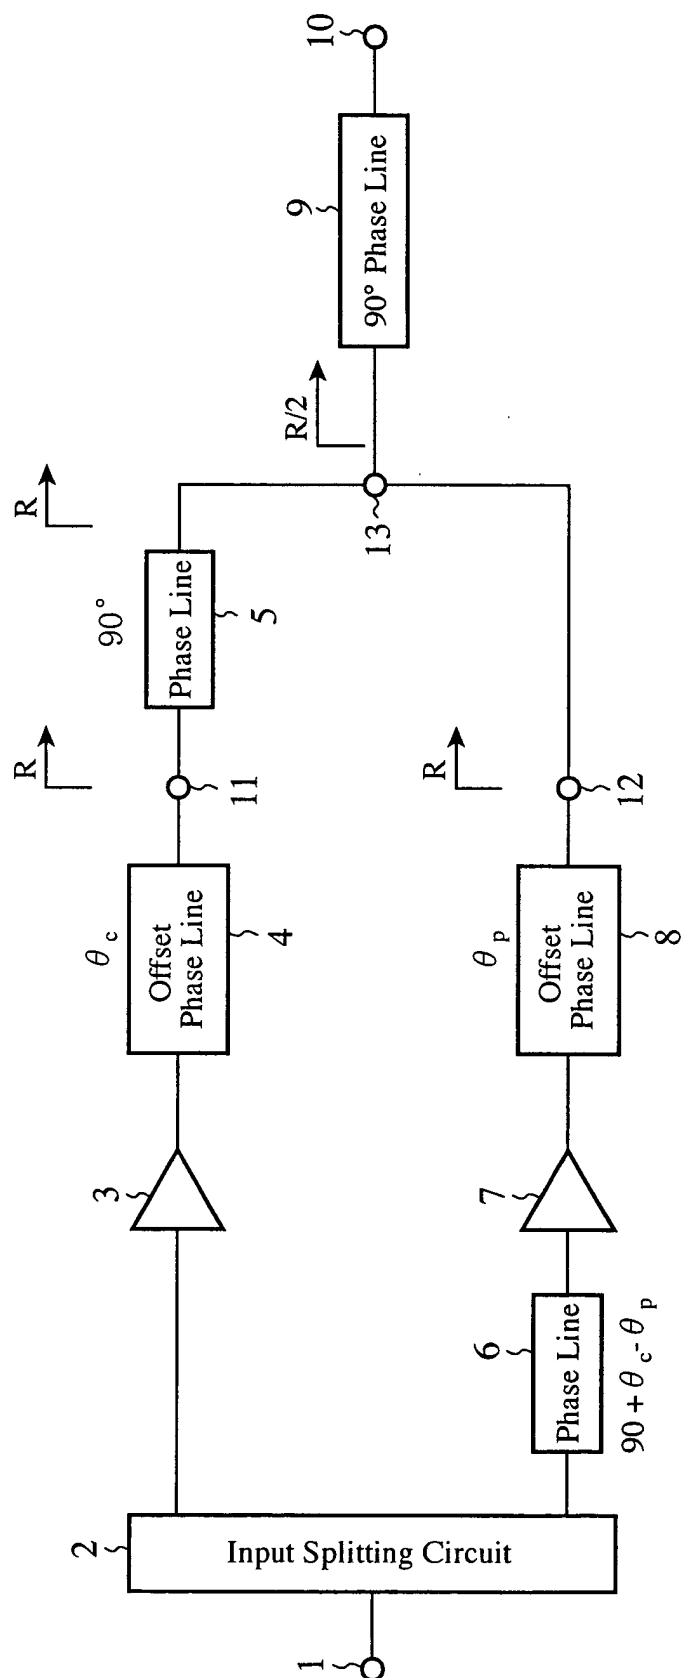 1
2
Input Splitting Circuit
3
θc
Offset
Phase Line
4
R
11
90°
Phase Line
5
R
6
Phase Line
90+θc-θp
7
θp
Offset
Phase Line
8
R
12
13
R/2
9
90° Phase Line
10